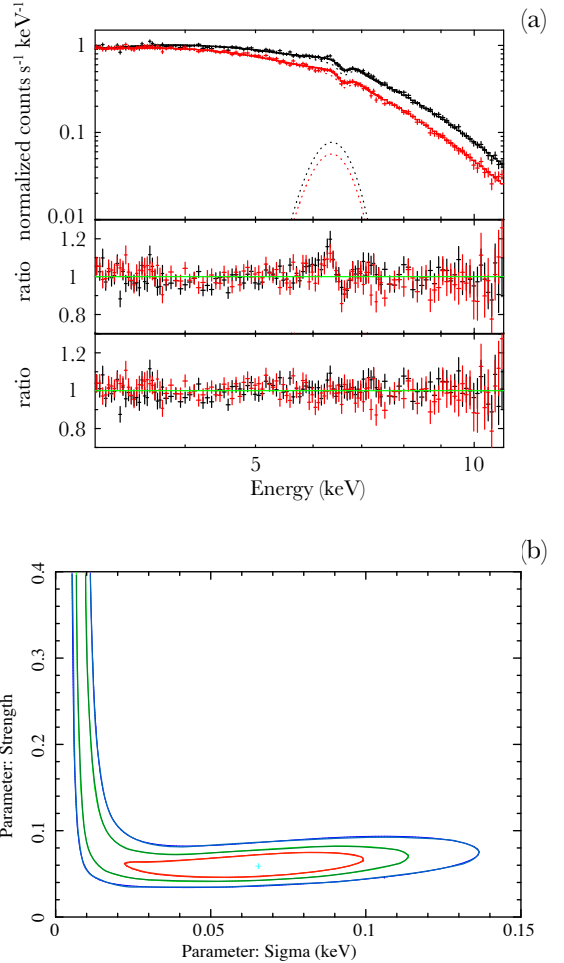 (a)
normalized counts s⁻¹ keV⁻¹
1
0.1
0.01
ratio
1.2
1
0.8
ratio
1.2
1
0.8
5
10
Energy (keV)
(b)
Parameter: Strength
0.4
0.3
0.2
0.1
0
0
0.05
0.1
0.15
Parameter: Sigma (keV)